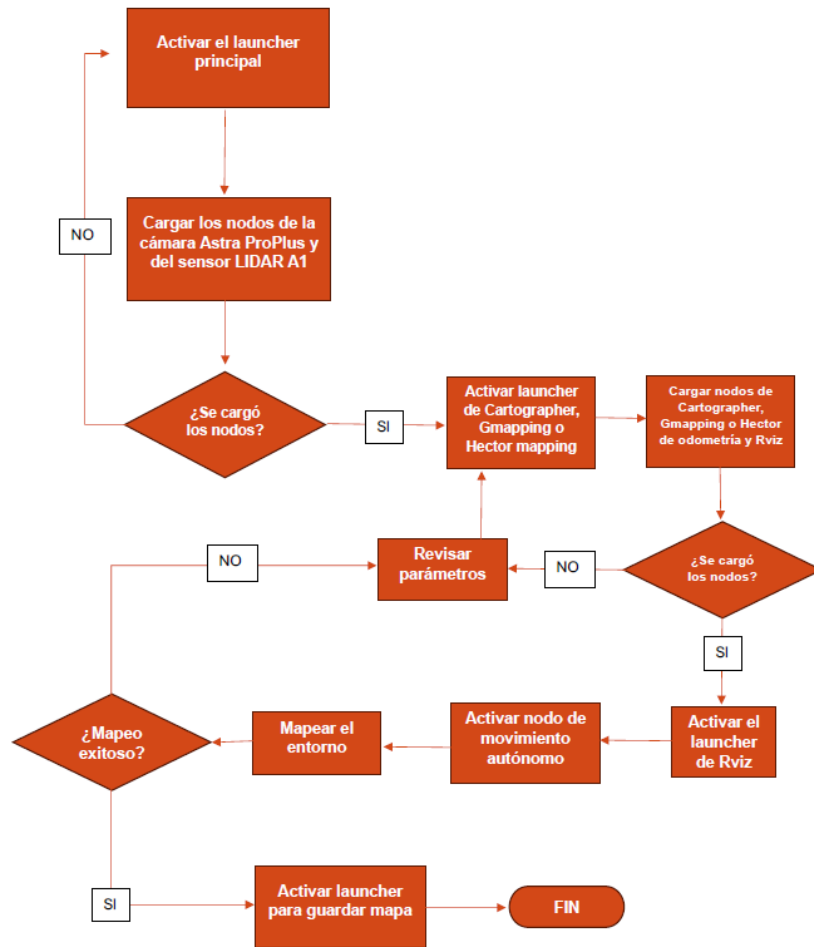 Activar el launcher
principal
NO
Cargar los nodos de la
cámara Astra ProPlus y
del sensor LIDAR A1
¿Se cargó
los nodos?
SI
Activar launcher
de Cartographer,
Gmapping o
Hector mapping
Cargar nodos de
Cartographer,
Gmapping o Hector
de odometría y Rviz
¿Se cargó
los nodos?
NO
Revisar
parámetros
NO
SI
Activar el
launcher
de Rviz
Activar nodo de
movimiento
autónomo
Mapear el
entorno
¿Mapeo
exitoso?
SI
Activar launcher
para guardar mapa
FIN